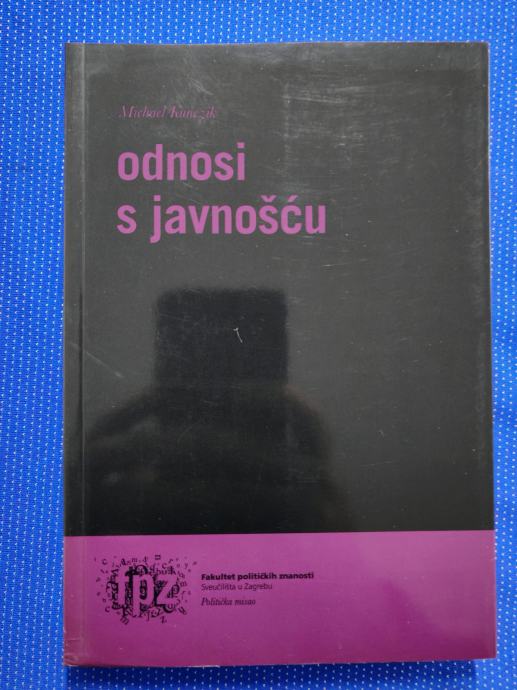 Michael Kunczik
odnosi
s javnošću
fpz
Fakultet političkih znanosti
Sveučilišta u Zagrebu
Politička misao